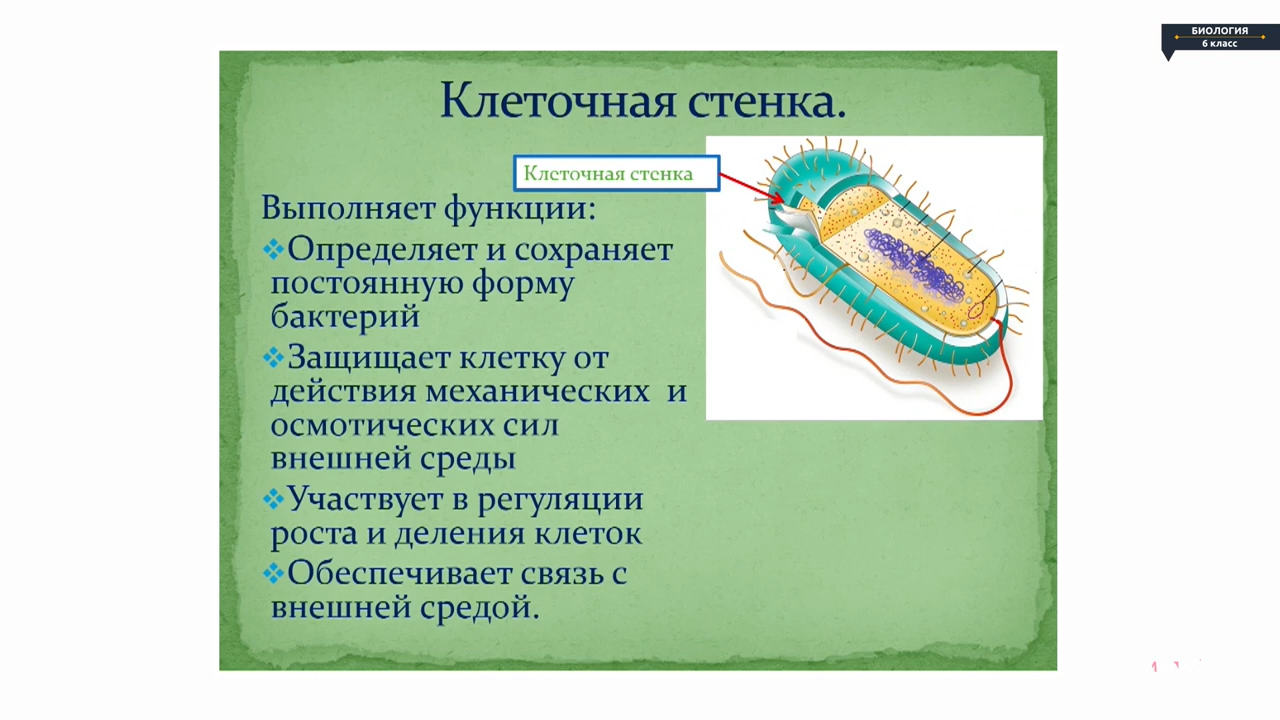 БИОЛОГИЯ
6 класс
Клеточная стенка.
Клеточная стенка
Выполняет функции:
Определяет и сохраняет
постоянную форму
бактерий
Защищает клетку от
действия механических и
осмотических сил
внешней среды
Участвует в регуляции
роста и деления клеток
Обеспечивает связь с
внешней средой.